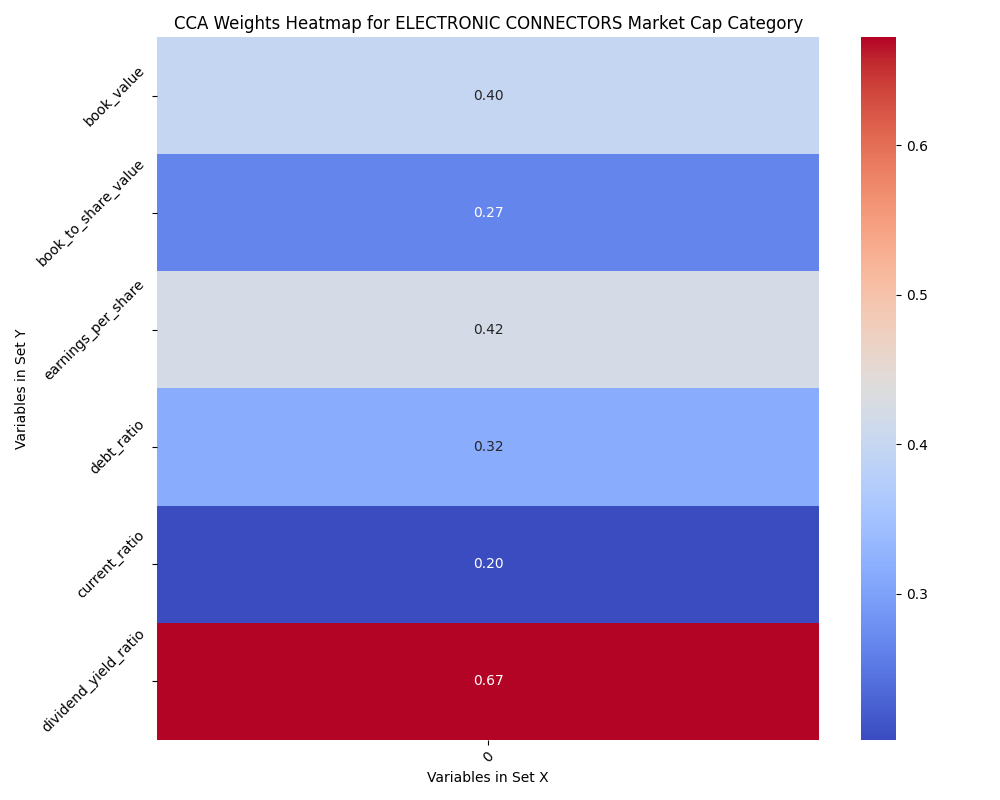 CCA Weights Heatmap for ELECTRONIC CONNECTORS Market Cap Category
Variables in Set Y
book_value
0.40
book_to_share_value
0.27
earnings_per_share
0.42
debt_ratio
0.32
current_ratio
0.20
dividend_yield_ratio
0.67
0
Variables in Set X
0.6
0.5
0.4
0.3